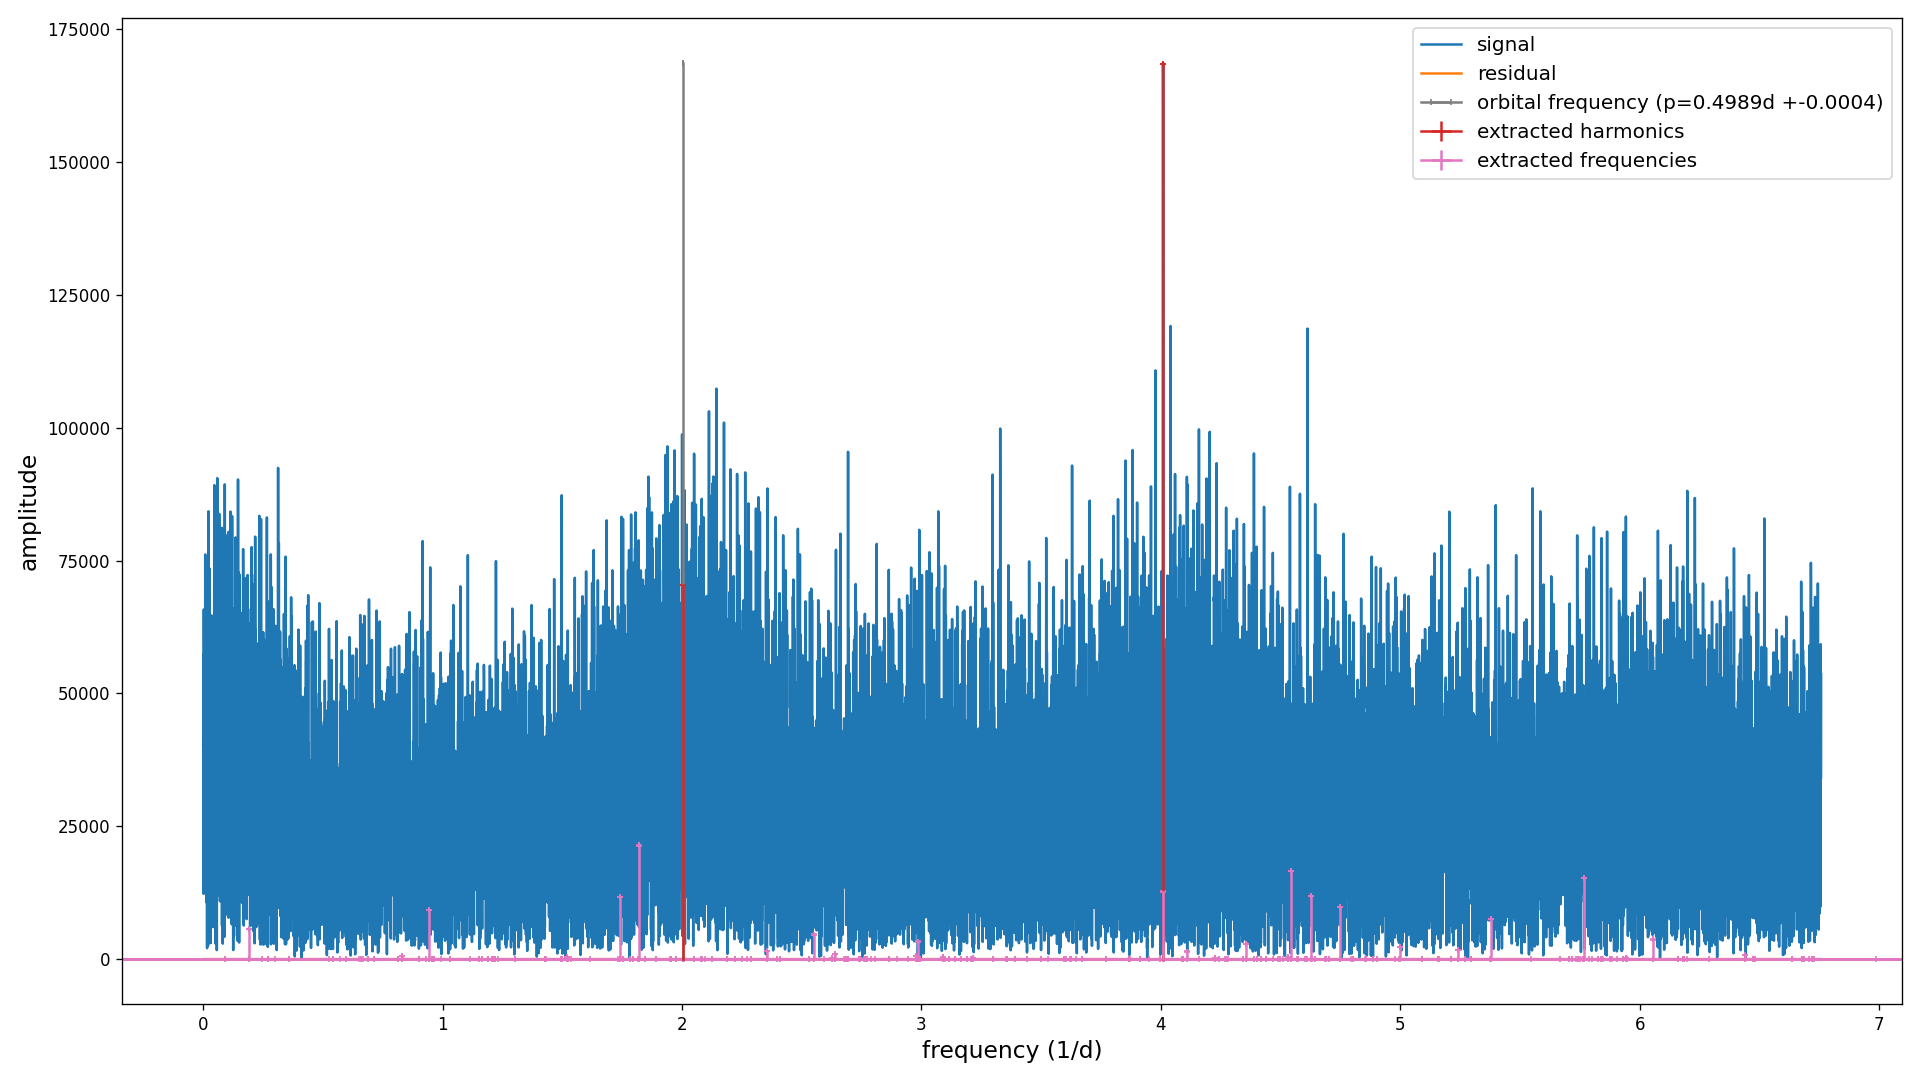 175000
150000
125000
100000
75000
50000
25000
0
amplitude
signal
residual
orbital frequency (p=0.4989d +-0.0004)
extracted harmonics
extracted frequencies
0 1 2 3 4 5 6 7
frequency (1/d)